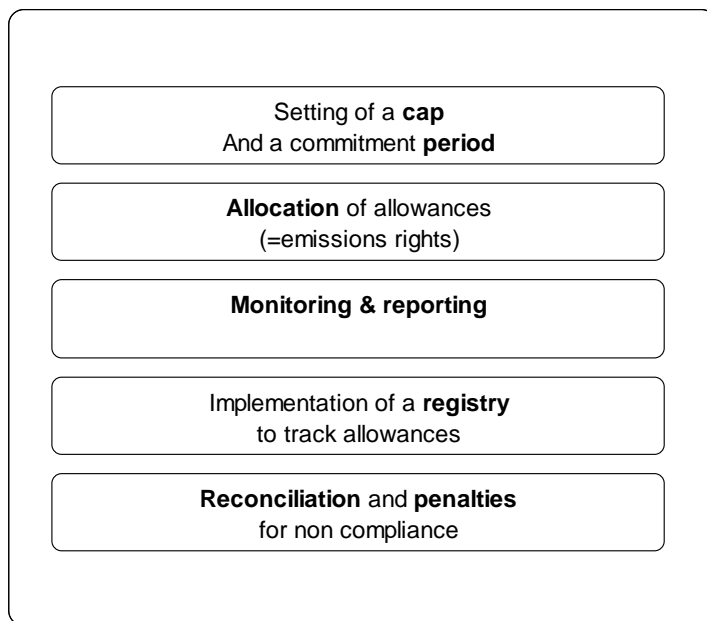 Setting of a cap
And a commitment period
Allocation of allowances
(=emissions rights)
Monitoring & reporting
Implementation of a registry
to track allowances
Reconciliation and penalties
for non compliance